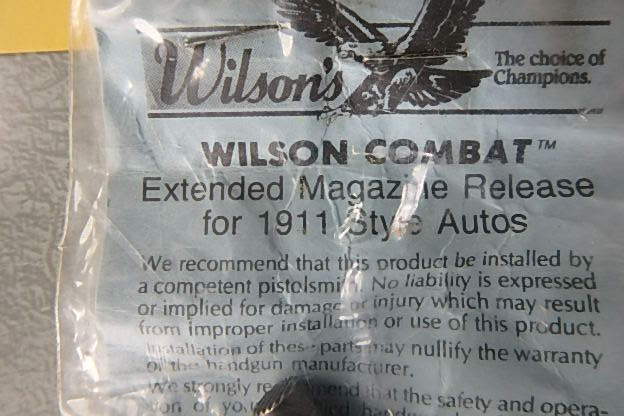 Wilson's
The choice of
Champions.
WILSON COMBAT™
Extended Magazine Release
for 1911 Style Autos
We recommend that this product be installed by
a competent pistolsmith. No liability is expressed
or implied for damage or injury which may result
from improper installation or use of this product.
Installation of these parts may nullify the warranty
of the handgun manufacturer.
We strongly recommend that the safety and opera-
tion of your